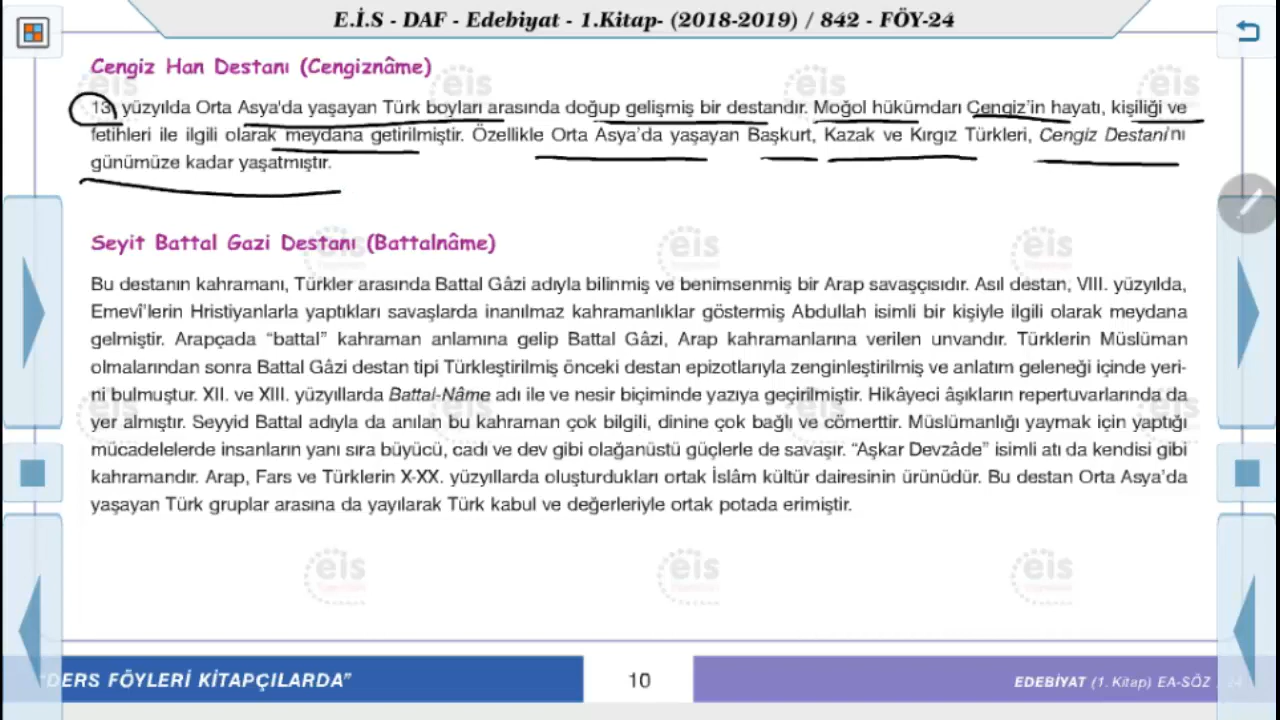 E.İ.S - DAF - Edebiyat - 1.Kitap- (2018-2019) / 842 - FÖY-24
Cengiz Han Destanı (Cengiznâme)
13. yüzyılda Orta Asya'da yaşayan Türk boyları arasında doğup gelişmiş bir destandır. Moğol hükümdarı Cengiz'in hayatı, kişiliği ve
fetihleri ile ilgili olarak meydana getirilmiştir. Özellikle Orta Asya'da yaşayan Başkurt, Kazak ve Kırgız Türkleri, Cengiz Destanı'nı
günümüze kadar yaşatmıştır.
Seyit Battal Gazi Destanı (Battalnâme)
Bu destanın kahramanı, Türkler arasında Battal Gâzi adıyla bilinmiş ve benimsenmiş bir Arap savaşçısıdır. Asıl destan, VIII. yüzyılda,
Emevî'lerin Hristiyanlarla yaptıkları savaşlarda inanılmaz kahramanlıklar göstermiş Abdullah isimli bir kişiyle ilgili olarak meydana
gelmiştir. Arapçada “battal” kahraman anlamına gelip Battal Gâzi, Arap kahramanlarına verilen unvandır. Türklerin Müslüman
olmalarından sonra Battal Gâzi destan tipi Türkleştirilmiş önceki destan epizotlarıyla zenginleştirilmiş ve anlatım geleneği içinde yeri-
ni bulmuştur. XII. ve XIII. yüzyıllarda Battal-Nâme adı ile ve nesir biçiminde yazıya geçirilmiştir. Hikâyeci âşıkların repertuvarlarında da
yer almıştır. Seyyid Battal adıyla da anılan bu kahraman çok bilgili, dinine çok bağlı ve cömerttir. Müslümanlığı yaymak için yaptığı
mücadelelerde insanların yanı sıra büyücü, cadı ve dev gibi olağanüstü güçlerle de savaşır. “Aşkar Devzâde” isimli atı da kendisi gibi
kahramandır. Arap, Fars ve Türklerin X-XX. yüzyıllarda oluşturdukları ortak İslâm kültür dairesinin ürünüdür. Bu destan Orta Asya'da
yaşayan Türk gruplar arasına da yayılarak Türk kabul ve değerleriyle ortak potada erimiştir.
eis
“DERS FÖYLERİ KİTAPÇILARDA”
10
EDEBİYAT (1. Kitap) EA-SÖZ / 24